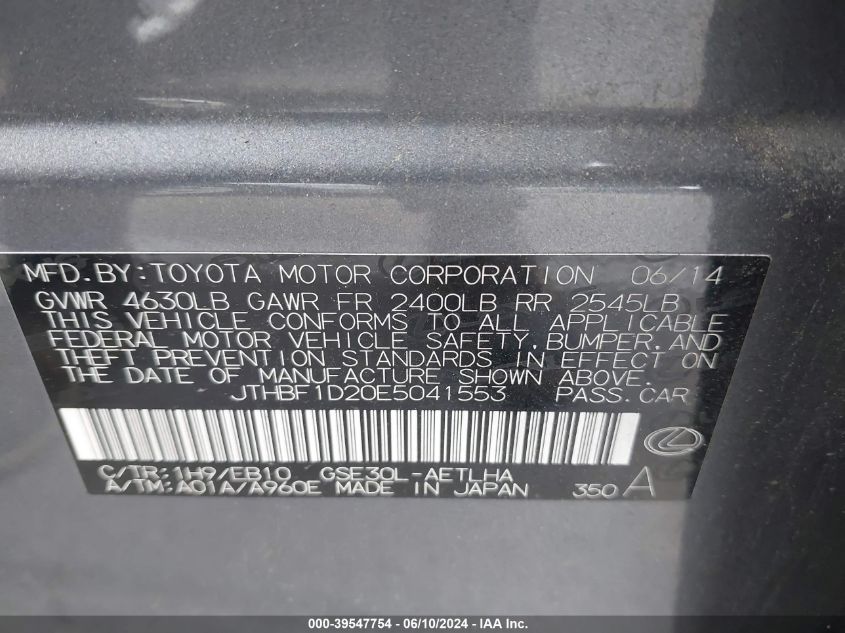 MFD. BY: TOYOTA MOTOR CORPORATION 06/14
GVWR 4630LB GAWR FR 2400LB RR 2545LB
THIS VEHICLE CONFORMS TO ALL APPLICABLE
FEDERAL MOTOR VEHICLE SAFETY, BUMPER, AND
THEFT PREVENTION STANDARDS IN EFFECT ON
THE DATE OF MANUFACTURE SHOWN ABOVE.
JTHBF1D20E5041553 PASS. CAR
C/TR: 1H9/EB10 GSE30L-AETLHA
A/TM: A01A/A960E MADE IN JAPAN 350 A
000-39547754 - 06/10/2024 - IAA Inc.